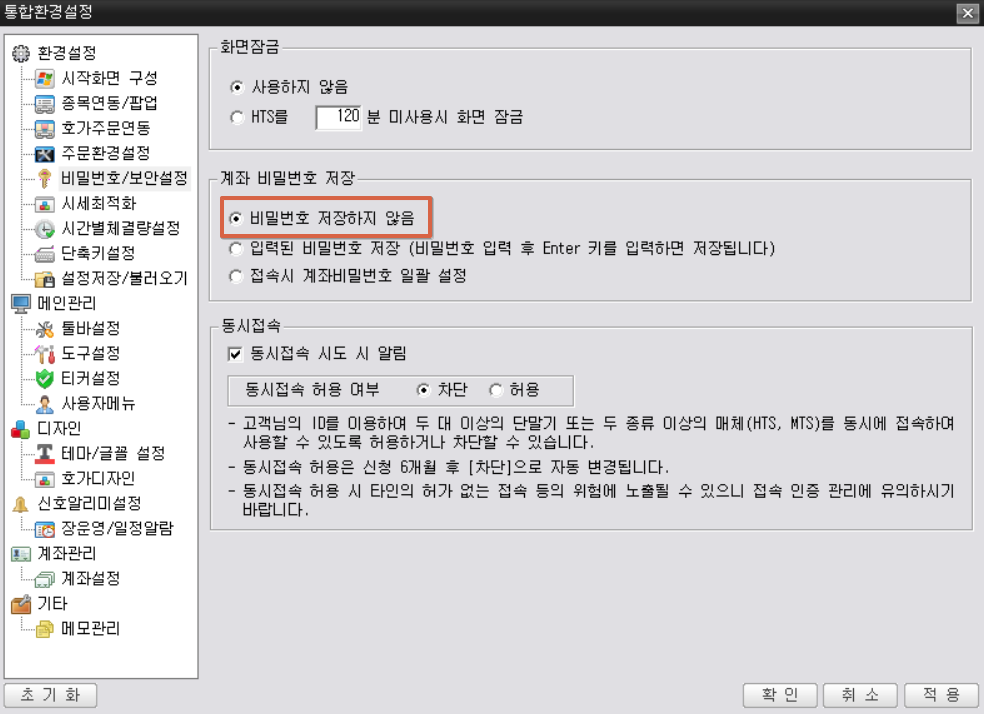 통합환경설정
환경설정
시작화면 구성
종목연동/팝업
호가주문연동
주문환경설정
비밀번호/보안설정
시세최적화
시간별체결량설정
단축키설정
설정저장/불러오기
메인관리
툴바설정
도구설정
티커설정
사용자메뉴
디자인
테마/글꼴 설정
호가디자인
신호알리미설정
장운영/일정알람
계좌관리
계좌설정
기타
메모관리
화면잠금
사용하지 않음
HTS를 120 분 미사용시 화면 잠금
계좌 비밀번호 저장
비밀번호 저장하지 않음
입력된 비밀번호 저장 (비밀번호 입력 후 Enter 키를 입력하면 저장됩니다)
접속시 계좌비밀번호 일괄 설정
동시접속
동시접속 시도 시 알림
동시접속 허용 여부 차단 허용
- 고객님의 ID를 이용하여 두 대 이상의 단말기 또는 두 종류 이상의 매체(HTS, MTS)를 동시에 접속하여
사용할 수 있도록 허용하거나 차단할 수 있습니다.
- 동시접속 허용은 신청 6개월 후 [차단]으로 자동 변경됩니다.
- 동시접속 허용 시 타인의 허가 없는 접속 등의 위험에 노출될 수 있으니 접속 인증 관리에 유의하시기
바랍니다.
초 기 화
확 인
취 소
적 용